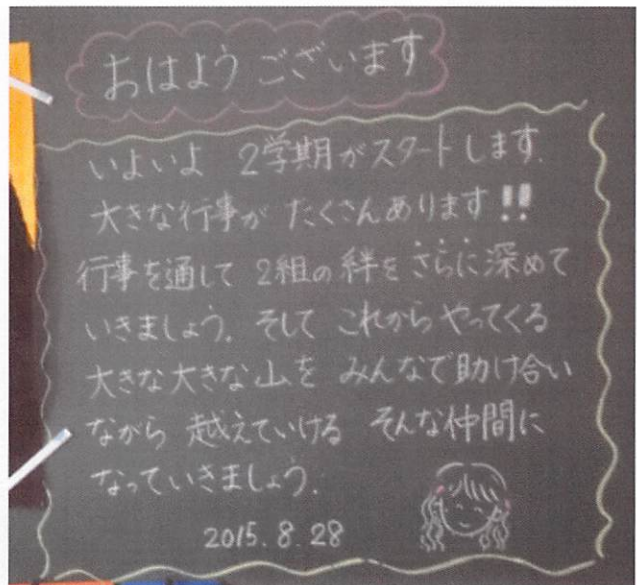 おはようございます
いよいよ 2学期がスタートします.
大きな行事が たくさんあります!!
行事を通して 2組の絆を さらに深めて
いきましょう. そして これからやってくる
大きな大きな山を みんなで助け合い
ながら 越えていける そんな仲間に
なっていきましょう.
2015.8.28